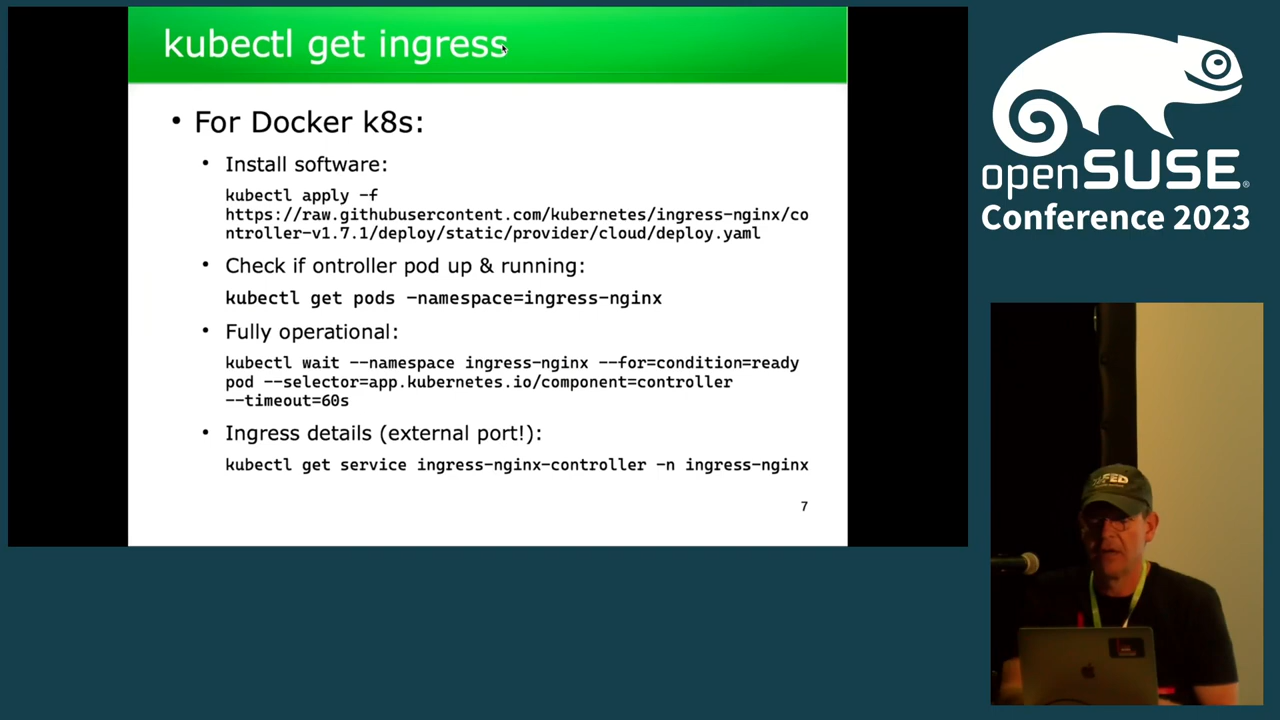 kubectl get ingress
• For Docker k8s:
• Install software:
kubectl apply -f
https://raw.githubusercontent.com/kubernetes/ingress-nginx/co
ntroller-v1.7.1/deploy/static/provider/cloud/deploy.yaml
• Check if ontroller pod up & running:
kubectl get pods -namespace=ingress-nginx
• Fully operational:
kubectl wait --namespace ingress-nginx --for=condition=ready
pod --selector=app.kubernetes.io/component=controller
--timeout=60s
• Ingress details (external port!):
kubectl get service ingress-nginx-controller -n ingress-nginx
7
openSUSE®
Conference 2023